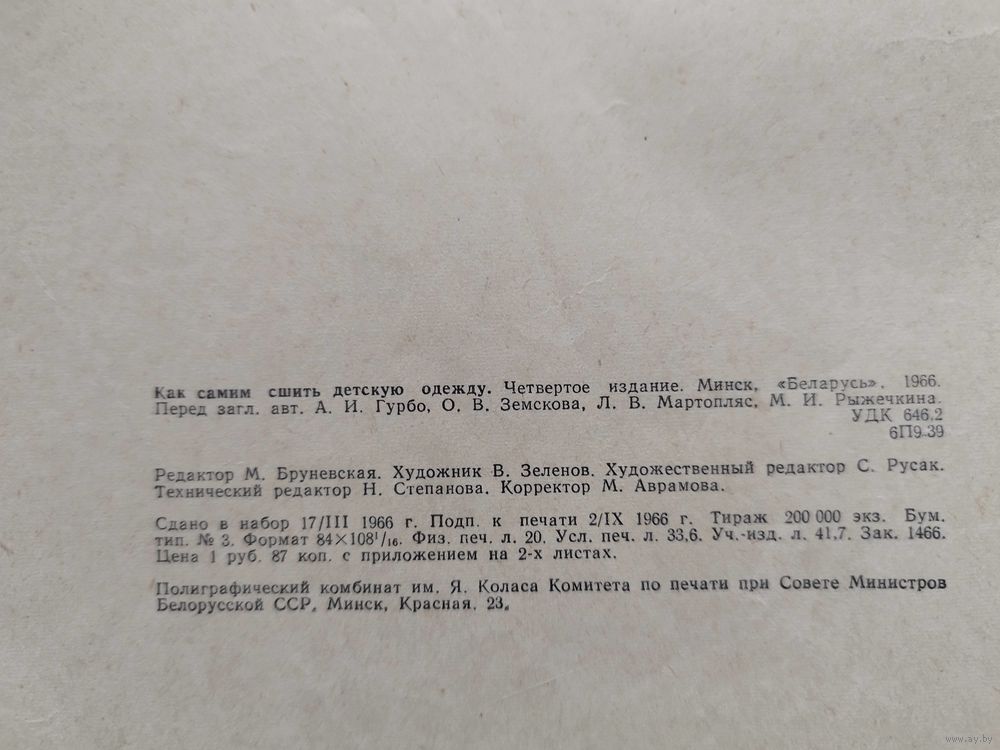 Как самим сшить детскую одежду. Четвертое издание. Минск, «Беларусь», 1966.
Перед загл. авт. А. И. Гурбо, О. В. Земскова, Л. В. Мартопляс, М. И. Рыжечкина.
УДК 646.2
6П9.39
Редактор М. Бруневская. Художник В. Зеленов. Художественный редактор С. Русак.
Технический редактор Н. Степанова. Корректор М. Аврамова.
Сдано в набор 17/III 1966 г. Подп. к печати 2/IX 1966 г. Тираж 200 000 экз. Бум.
тип. № 3. Формат 84×108¹/₁₆. Физ. печ. л. 20. Усл. печ. л. 33,6. Уч.-изд. л. 41,7. Зак. 1466.
Цена 1 руб. 87 коп. с приложением на 2-х листах.
Полиграфический комбинат им. Я. Коласа Комитета по печати при Совете Министров
Белорусской ССР, Минск, Красная, 23.
www.ay.by